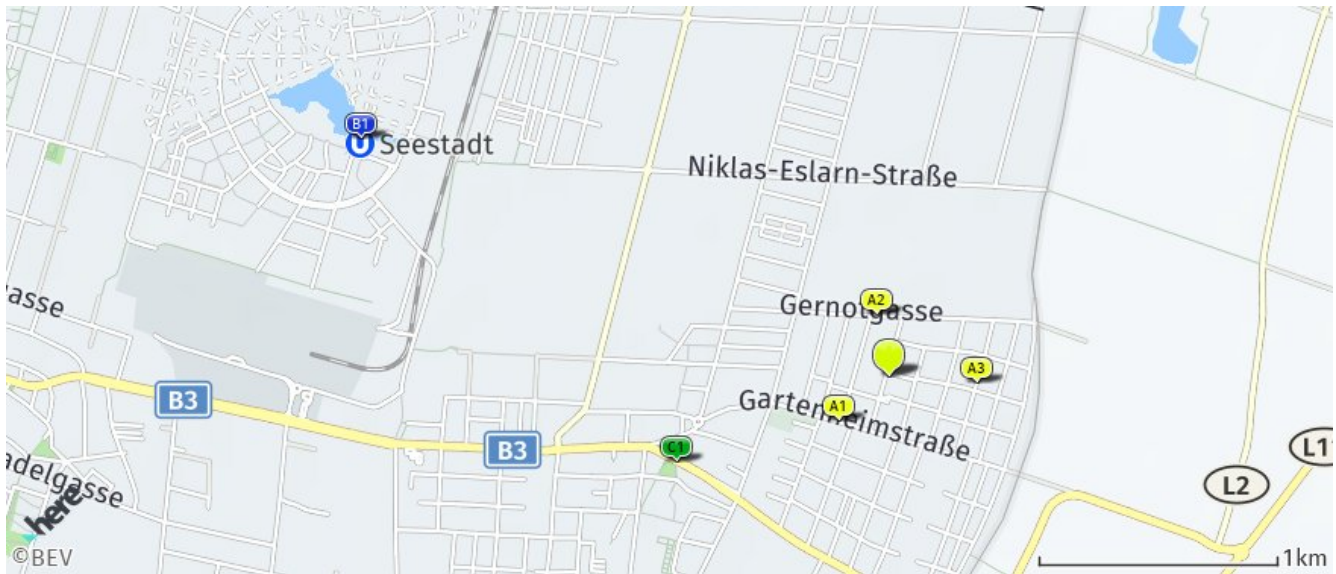 B1
Seestadt
Niklas-Eslarn-Straße
A2
Gernotgasse
asse
A3
B3
A1
Gartenheimstraße
C1
B3
L1
L2
adelgasse
here
©BEV
1km